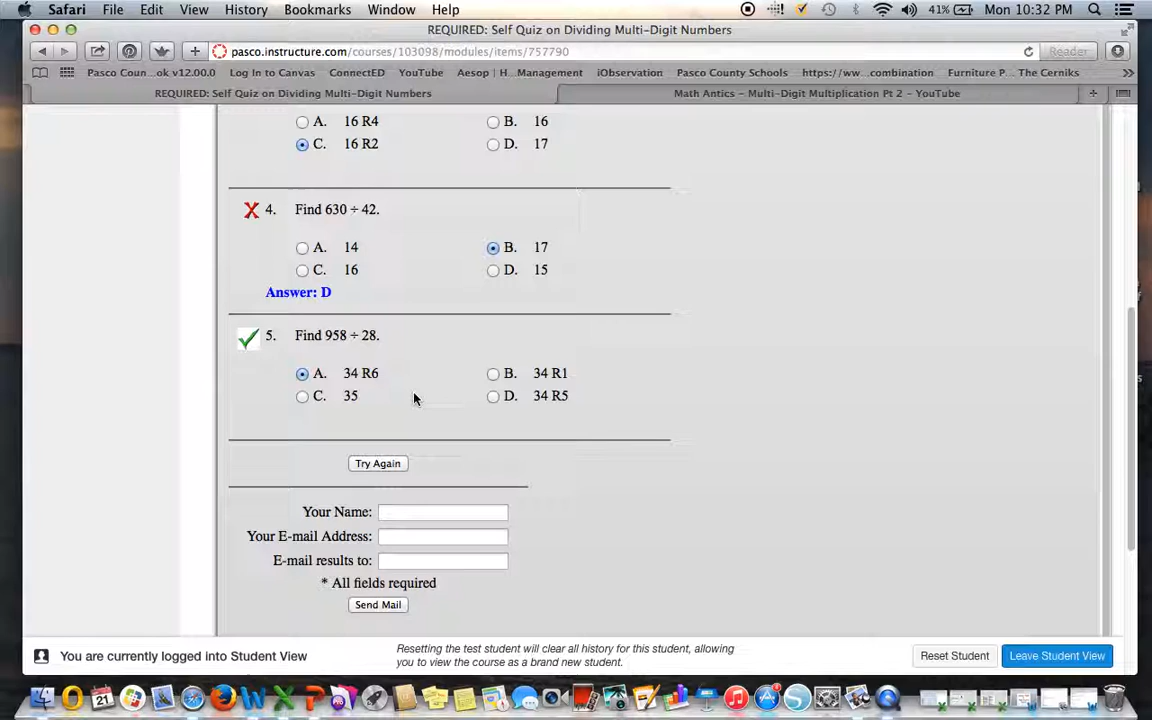 Safari File Edit View History Bookmarks Window Help 41% Mon 10:32 PM
REQUIRED: Self Quiz on Dividing Multi-Digit Numbers
pasco.instructure.com/courses/103098/modules/items/757790 Reader
Pasco Coun...ok v12.00.0 Log In to Canvas ConnectED YouTube Aesop | H...Management iObservation Pasco County Schools https://ww...combination Furniture P... The Cerniks
REQUIRED: Self Quiz on Dividing Multi-Digit Numbers Math Antics - Multi-Digit Multiplication Pt 2 - YouTube
A. 16 R4 B. 16
C. 16 R2 D. 17
X 4. Find 630 ÷ 42.
A. 14 B. 17
C. 16 D. 15
Answer: D
5. Find 958 ÷ 28.
A. 34 R6 B. 34 R1
C. 35 D. 34 R5
Try Again
Your Name:
Your E-mail Address:
E-mail results to:
* All fields required
Send Mail
You are currently logged into Student View
Resetting the test student will clear all history for this student, allowing
you to view the course as a brand new student.
Reset Student Leave Student View